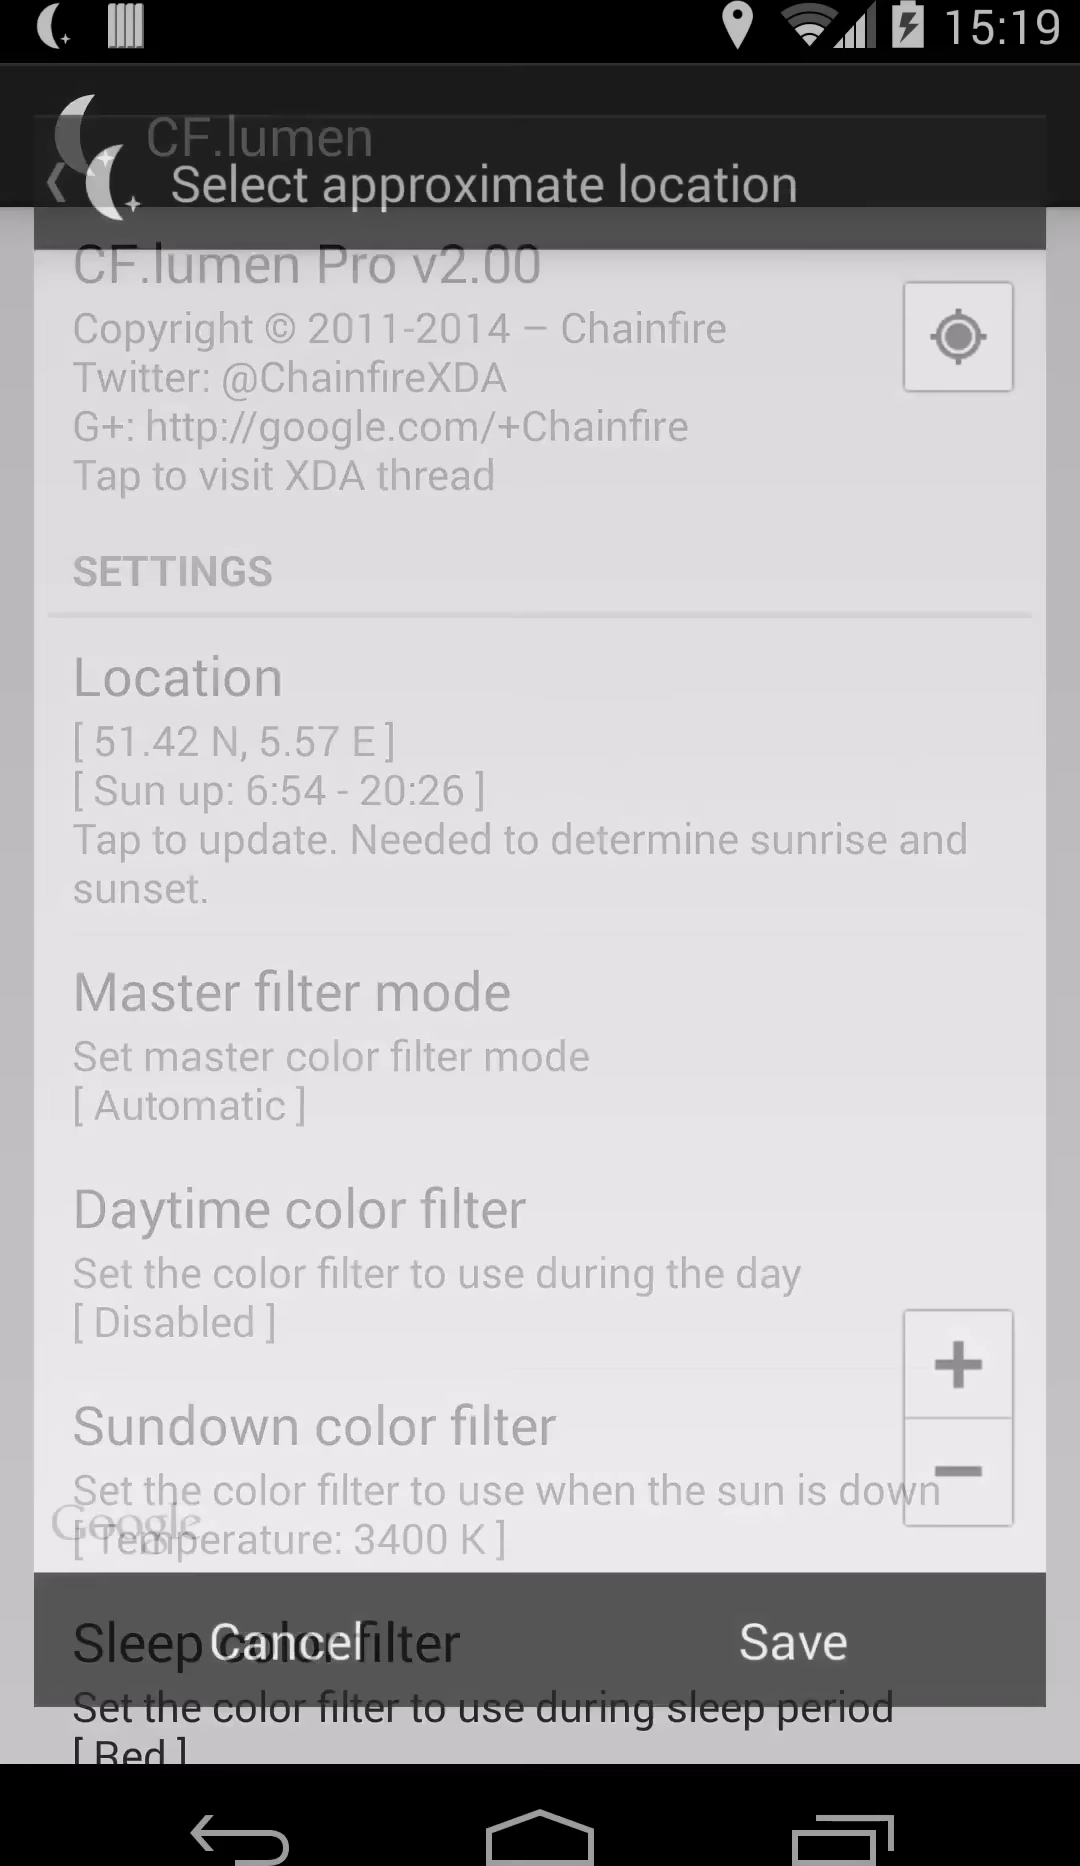 15:19
CF.lumen
Select approximate location
CF.lumen Pro v2.00
Copyright © 2011-2014 – Chainfire
Twitter: @ChainfireXDA
G+: http://google.com/+Chainfire
Tap to visit XDA thread
SETTINGS
Location
[ 51.42 N, 5.57 E ]
[ Sun up: 6:54 - 20:26 ]
Tap to update. Needed to determine sunrise and
sunset.
Master filter mode
Set master color filter mode
[ Automatic ]
Daytime color filter
Set the color filter to use during the day
[ Disabled ]
Sundown color filter
Set the color filter to use when the sun is down
Google
[ Temperature: 3400 K ]
Sleep color filter
Cancel
Save
Set the color filter to use during sleep period
[ Red ]